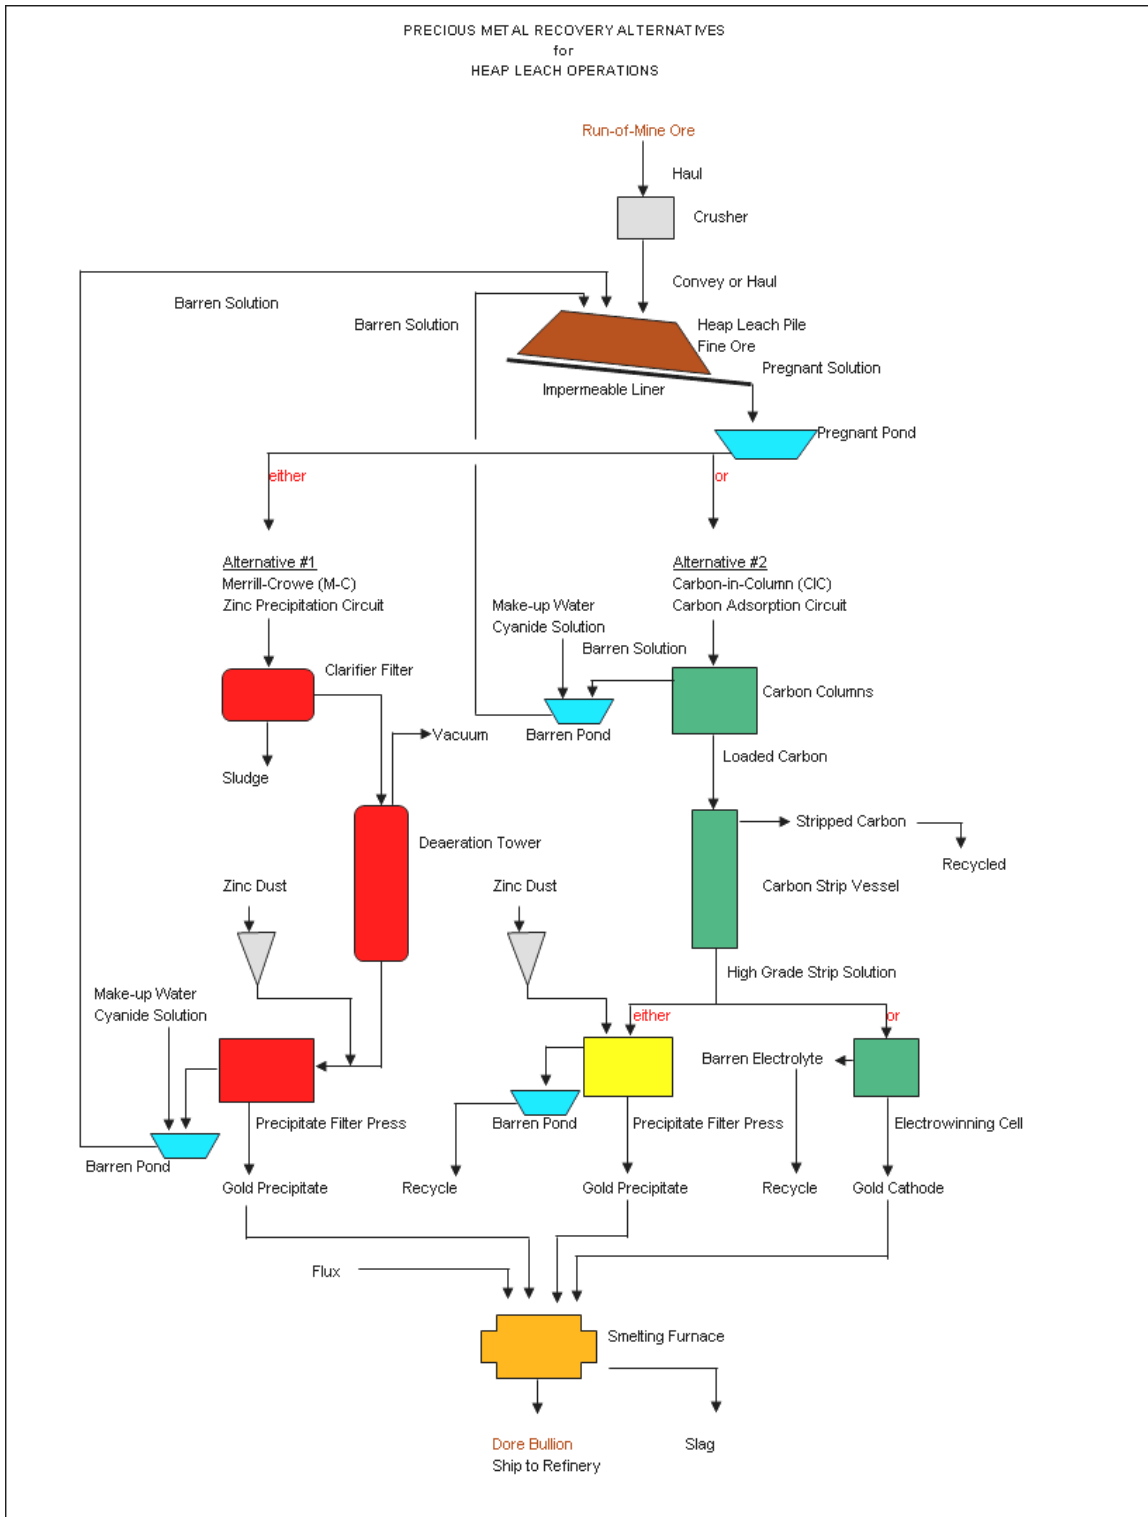 PRECIOUS METAL RECOVERY ALTERNATIVES
for
HEAP LEACH OPERATIONS
Run-of-Mine Ore
Haul
Crusher
Convey or Haul
Barren Solution
Barren Solution
Heap Leach Pile
Fine Ore
Pregnant Solution
Impermeable Liner
Pregnant Pond
either
or
Alternative #1
Merrill-Crowe (M-C)
Zinc Precipitation Circuit
Alternative #2
Carbon-in-Column (CIC)
Carbon Adsorption Circuit
Make-up Water
Cyanide Solution
Barren Solution
Clarifier Filter
Carbon Columns
Vacuum
Barren Pond
Sludge
Loaded Carbon
Deaeration Tower
Stripped Carbon
Recycled
Zinc Dust
Zinc Dust
Carbon Strip Vessel
High Grade Strip Solution
Make-up Water
Cyanide Solution
either
or
Barren Electrolyte
Precipitate Filter Press
Barren Pond
Precipitate Filter Press
Electrowinning Cell
Barren Pond
Gold Precipitate
Recycle
Gold Precipitate
Recycle
Gold Cathode
Flux
Smelting Furnace
Dore Bullion
Ship to Refinery
Slag